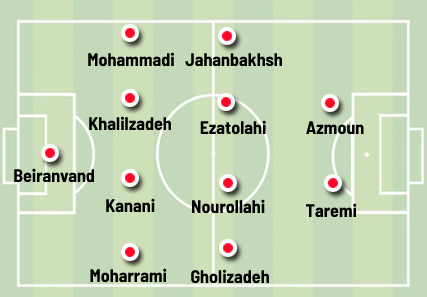 Mohammadi Jahanbakhsh
Khalilzadeh Ezatolahi Azmoun
Beiranvand
Kanani Nourollahi Taremi
Moharrami Gholizadeh